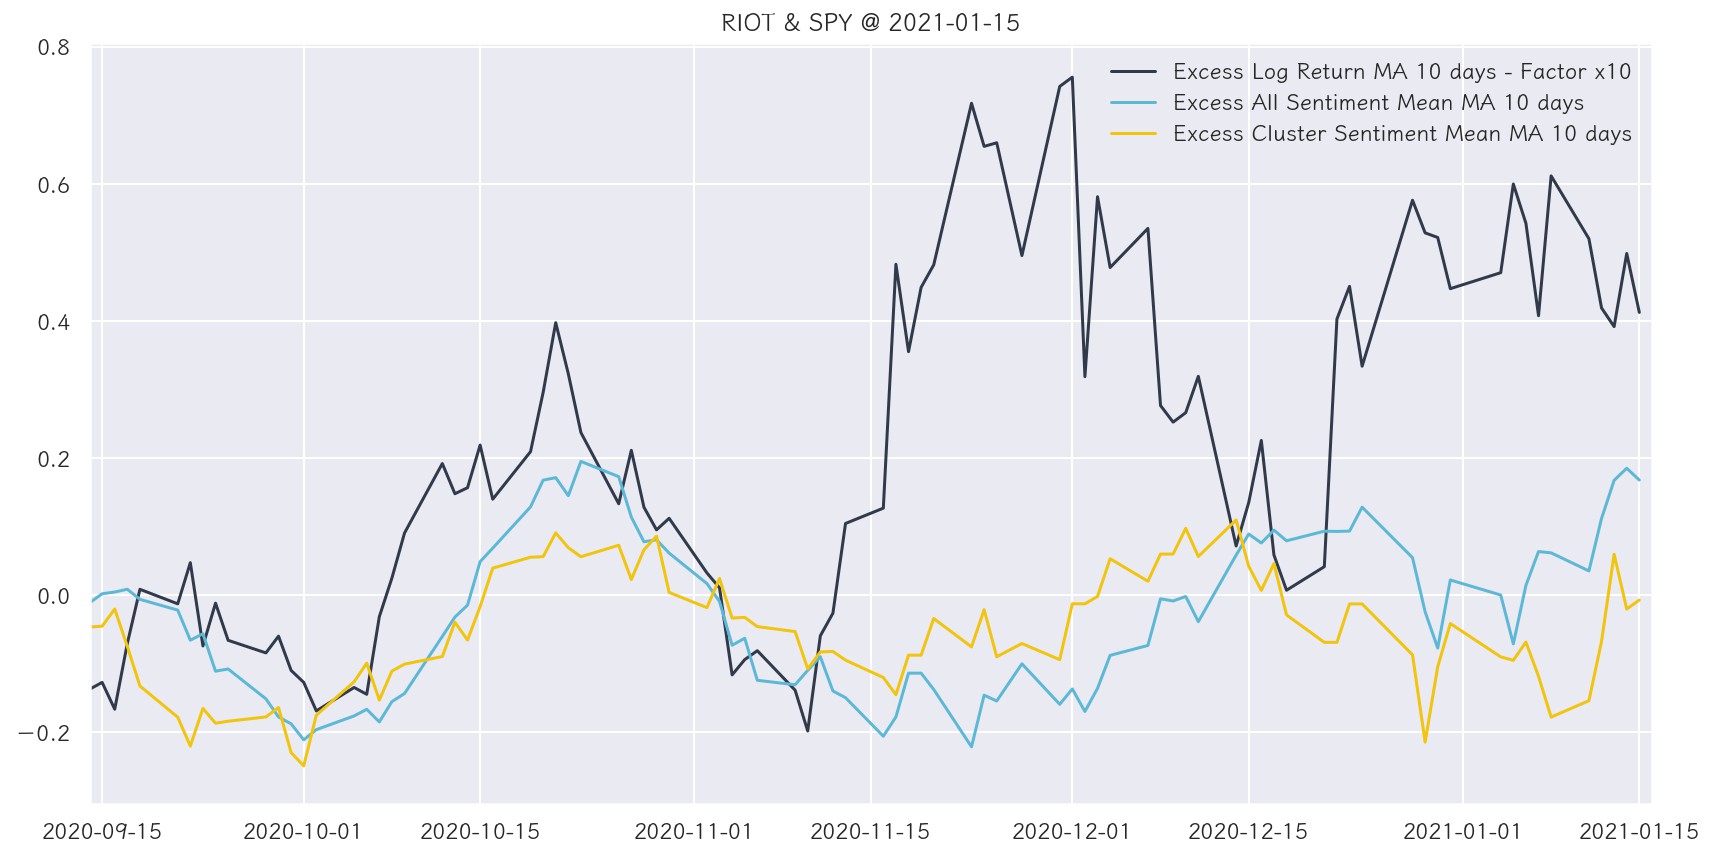 RIOT & SPY @ 2021-01-15
0.8
0.6
0.4
0.2
0.0
−0.2
Excess Log Return MA 10 days - Factor x10
Excess All Sentiment Mean MA 10 days
Excess Cluster Sentiment Mean MA 10 days
2020-09-15 2020-10-01 2020-10-15 2020-11-01 2020-11-15 2020-12-01 2020-12-15 2021-01-01 2021-01-15